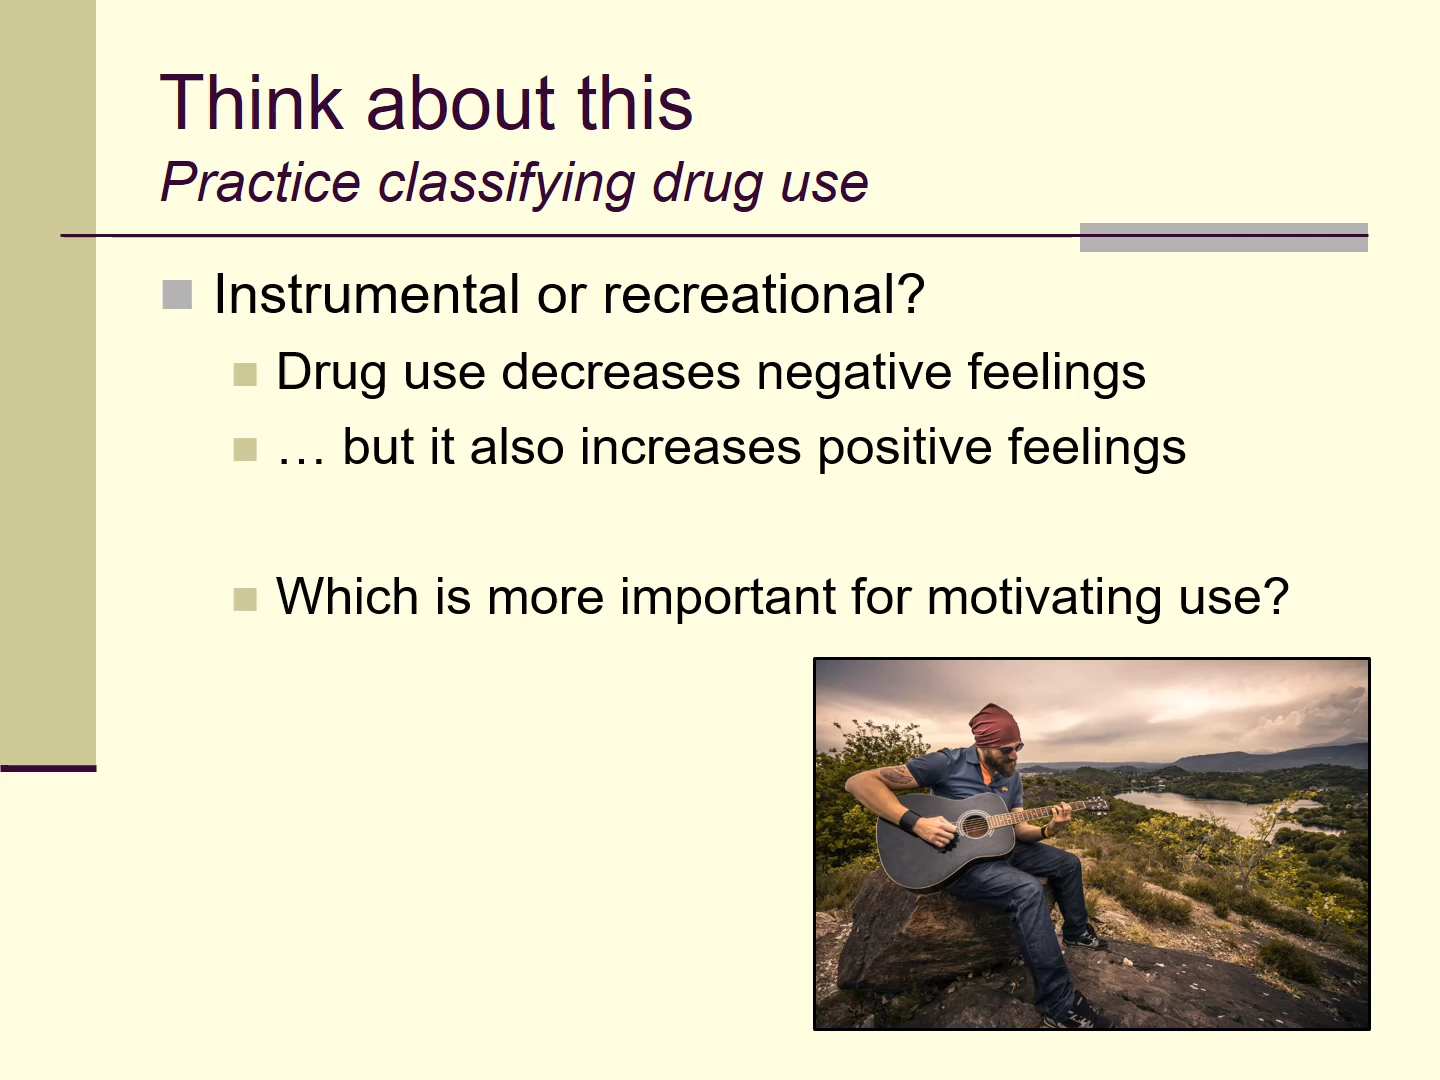 Think about this
Practice classifying drug use
Instrumental or recreational?
Drug use decreases negative feelings
… but it also increases positive feelings
Which is more important for motivating use?